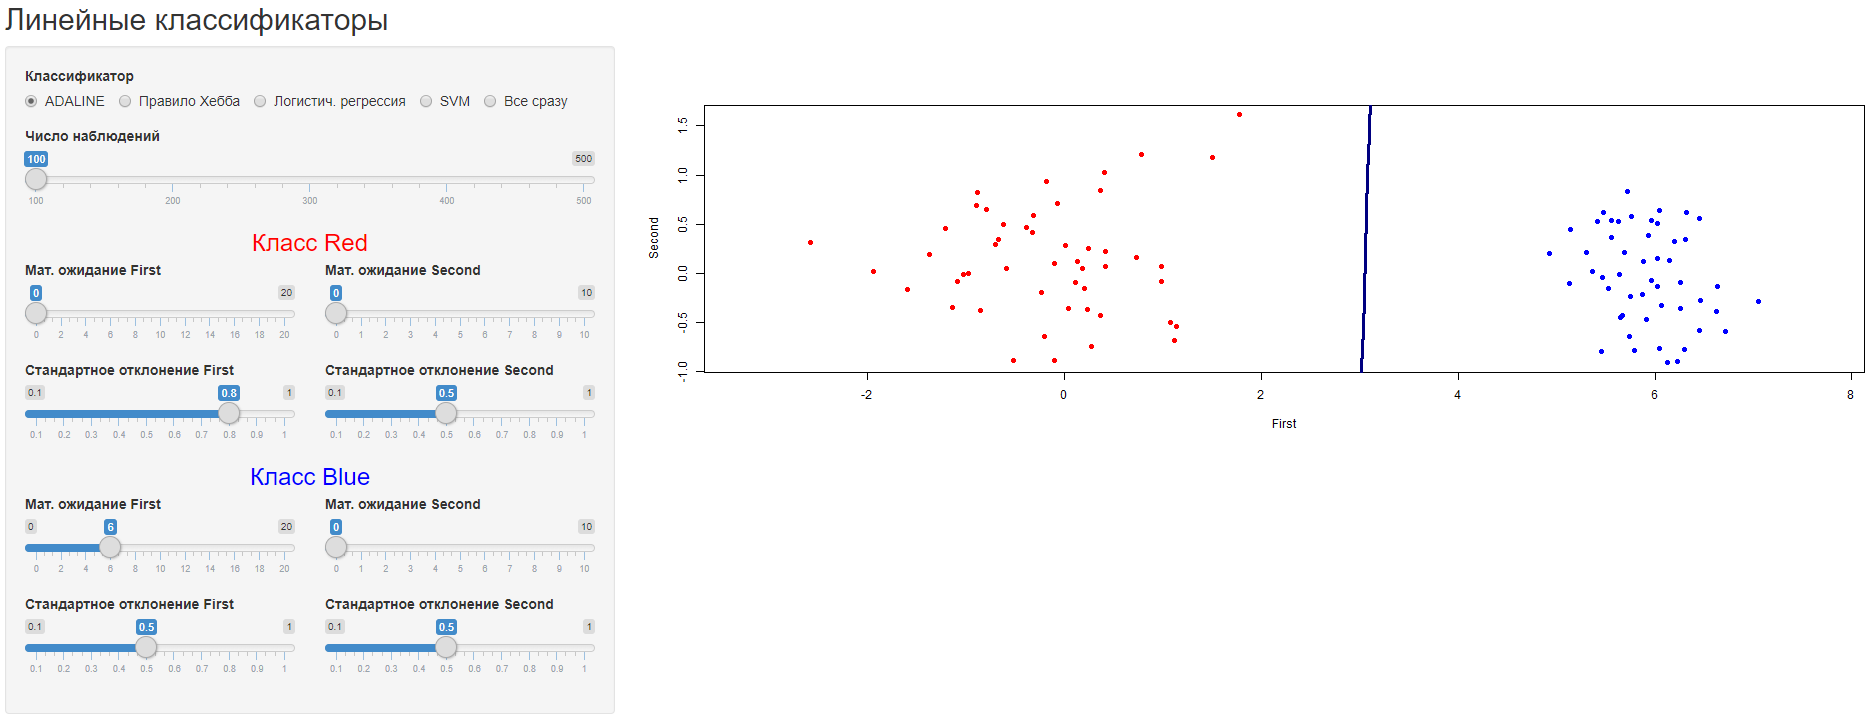 Линейные классификаторы
Классификатор
ADALINE Правило Хебба Логистич. регрессия SVM Все сразу
Число наблюдений
100 500
100 200 300 400 500
Класс Red
Мат. ожидание First
0 20
0 2 4 6 8 10 12 14 16 18 20
Мат. ожидание Second
0 10
0 1 2 3 4 5 6 7 8 9 10
Стандартное отклонение First
0.1 0.8 1
0.1 0.2 0.3 0.4 0.5 0.6 0.7 0.8 0.9 1
Стандартное отклонение Second
0.1 0.5 1
0.1 0.2 0.3 0.4 0.5 0.6 0.7 0.8 0.9 1
Класс Blue
Мат. ожидание First
0 6 20
0 2 4 6 8 10 12 14 16 18 20
Мат. ожидание Second
0 10
0 1 2 3 4 5 6 7 8 9 10
Стандартное отклонение First
0.1 0.5 1
0.1 0.2 0.3 0.4 0.5 0.6 0.7 0.8 0.9 1
Стандартное отклонение Second
0.1 0.5 1
0.1 0.2 0.3 0.4 0.5 0.6 0.7 0.8 0.9 1
Second
-1.0 -0.5 0.0 0.5 1.0 1.5
-2 0 2 4 6 8
First